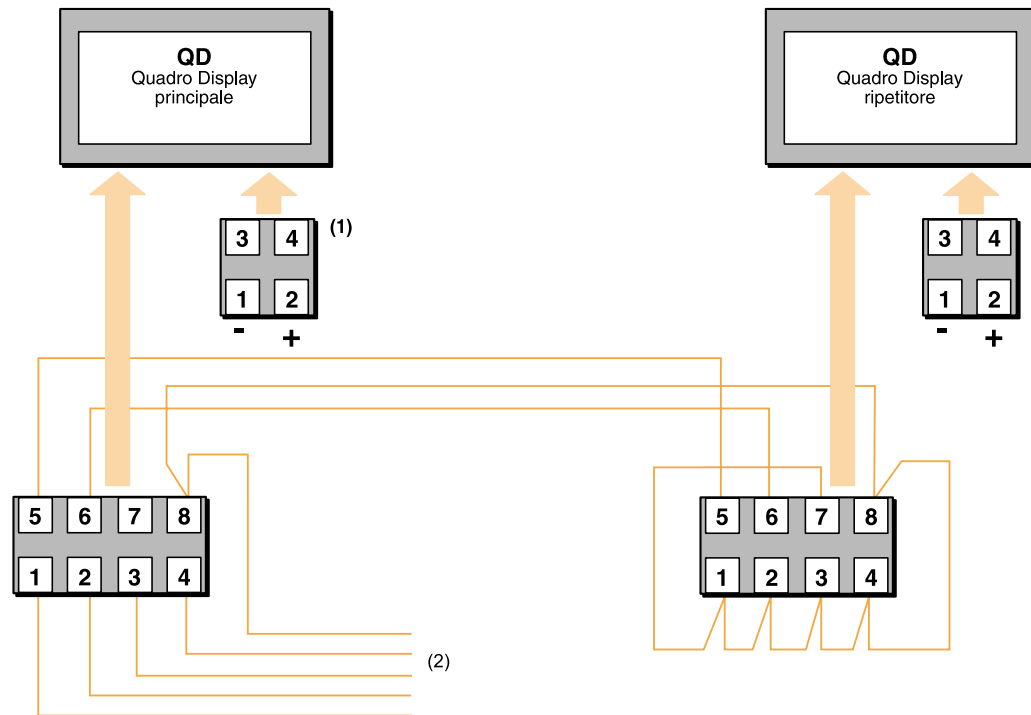 QD
Quadro Display
principale
QD
Quadro Display
ripetitore
3 4 (1)
1 2
- +
3 4
1 2
- +
5 6 7 8
1 2 3 4
5 6 7 8
1 2 3 4
(2)